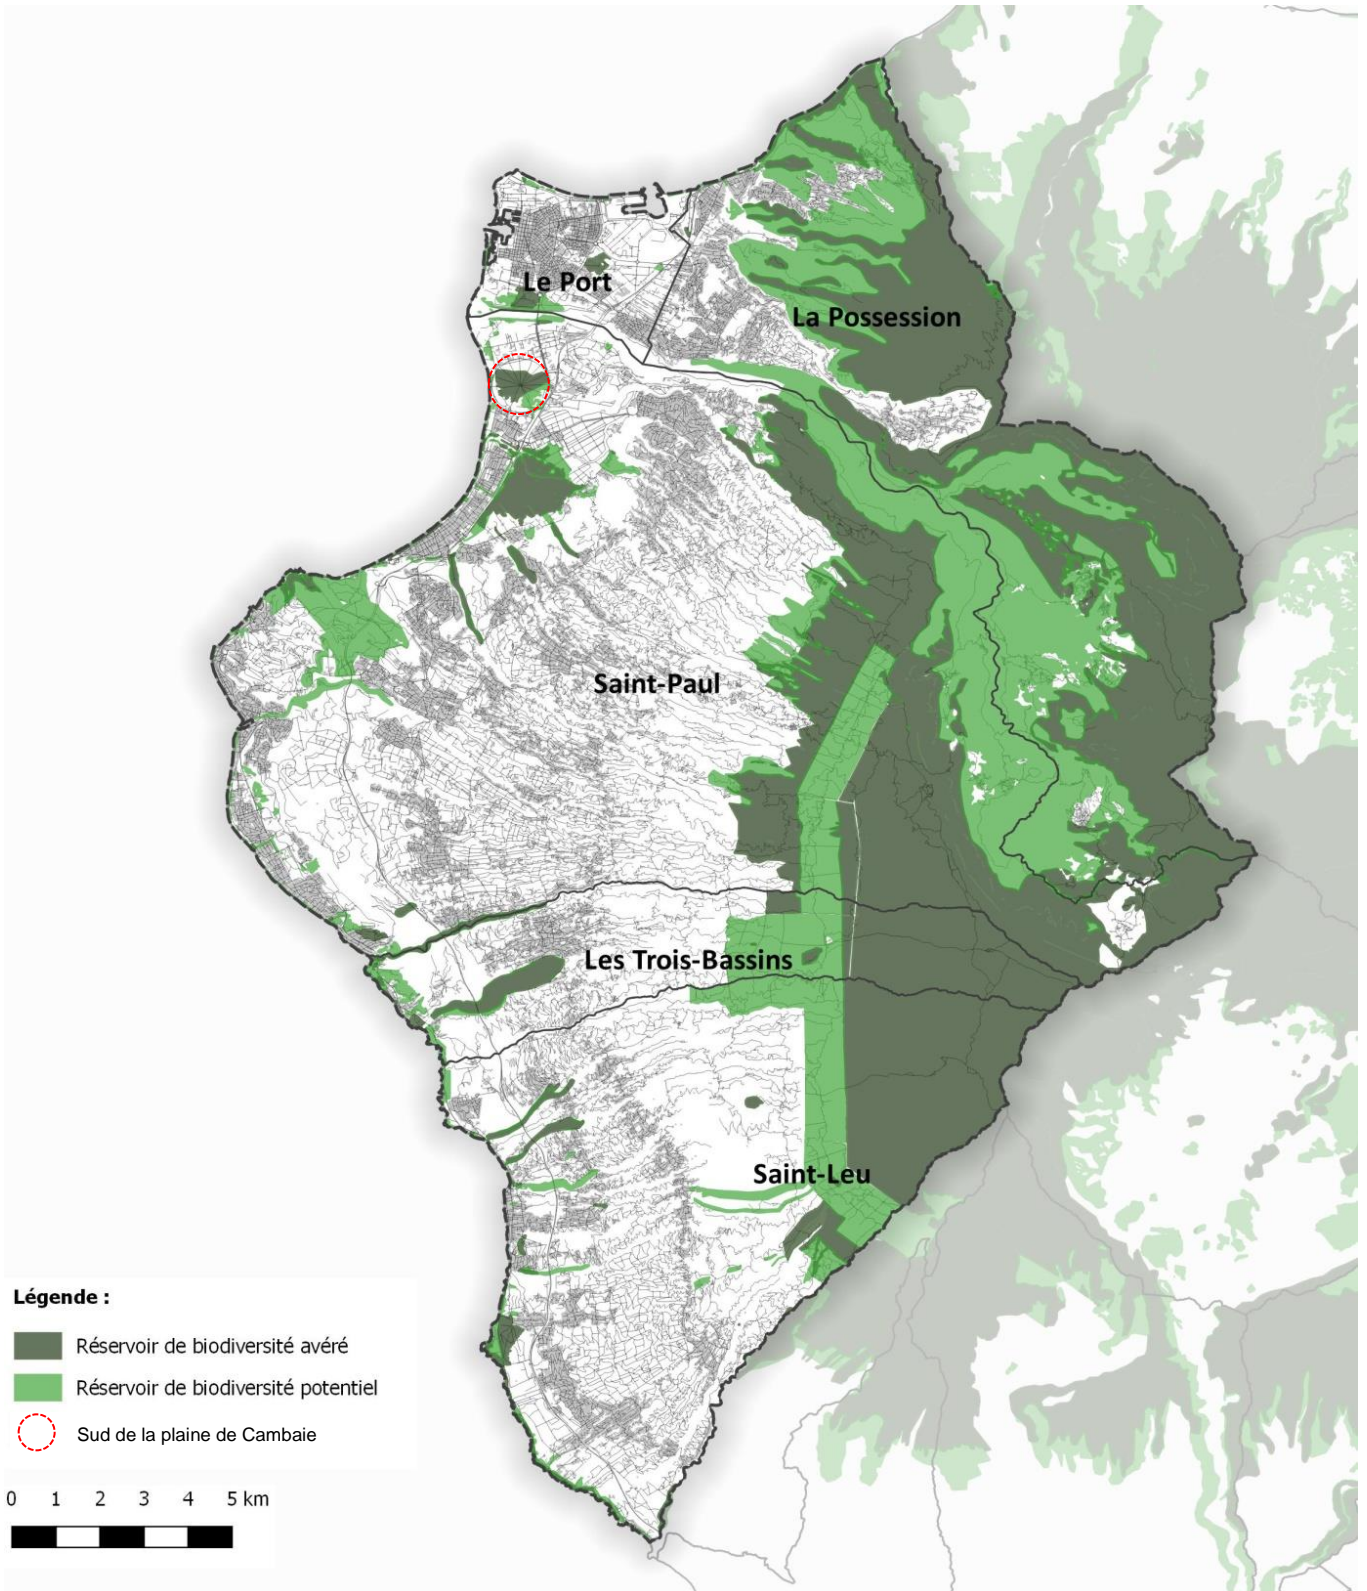 Le Port
La Possession
Saint-Paul
Les Trois-Bassins
Saint-Leu
Légende :
Réservoir de biodiversité avéré
Réservoir de biodiversité potentiel
Sud de la plaine de Cambaie
0 1 2 3 4 5 km